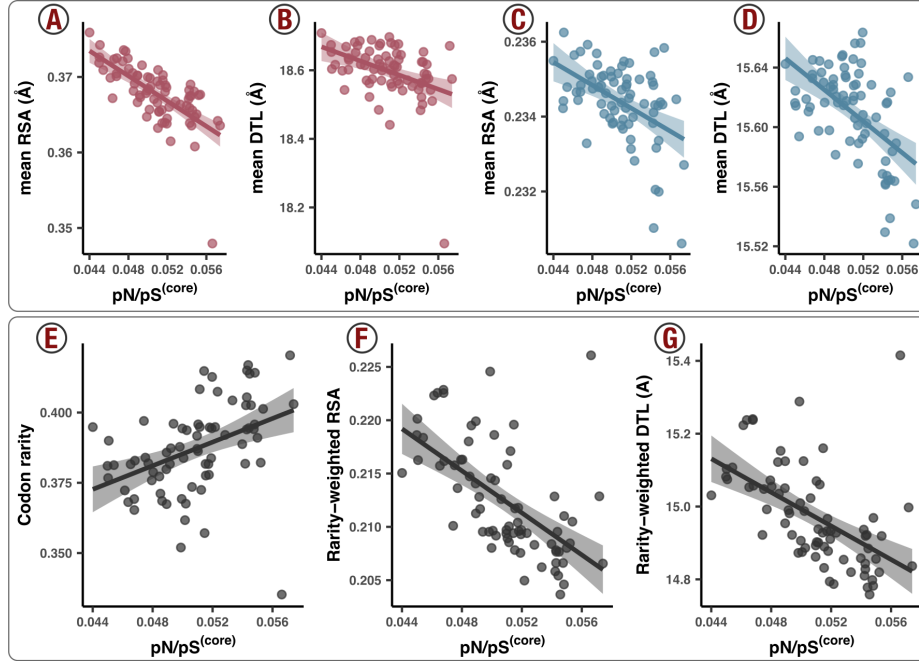 A
mean RSA (Å)
0.37
0.36
0.35
0.044 0.048 0.052 0.056
pN/pS(core)
B
mean DTL (Å)
18.6
18.4
18.2
0.044 0.048 0.052 0.056
pN/pS(core)
C
mean RSA (Å)
0.236
0.234
0.232
0.044 0.048 0.052 0.056
pN/pS(core)
D
mean DTL (Å)
15.64
15.60
15.56
15.52
0.044 0.048 0.052 0.056
pN/pS(core)
E
Codon rarity
0.400
0.375
0.350
0.044 0.048 0.052 0.056
pN/pS(core)
F
Rarity−weighted RSA
0.225
0.220
0.215
0.210
0.205
0.044 0.048 0.052 0.056
pN/pS(core)
G
Rarity−weighted DTL (A)
15.4
15.2
15.0
14.8
0.044 0.048 0.052 0.056
pN/pS(core)